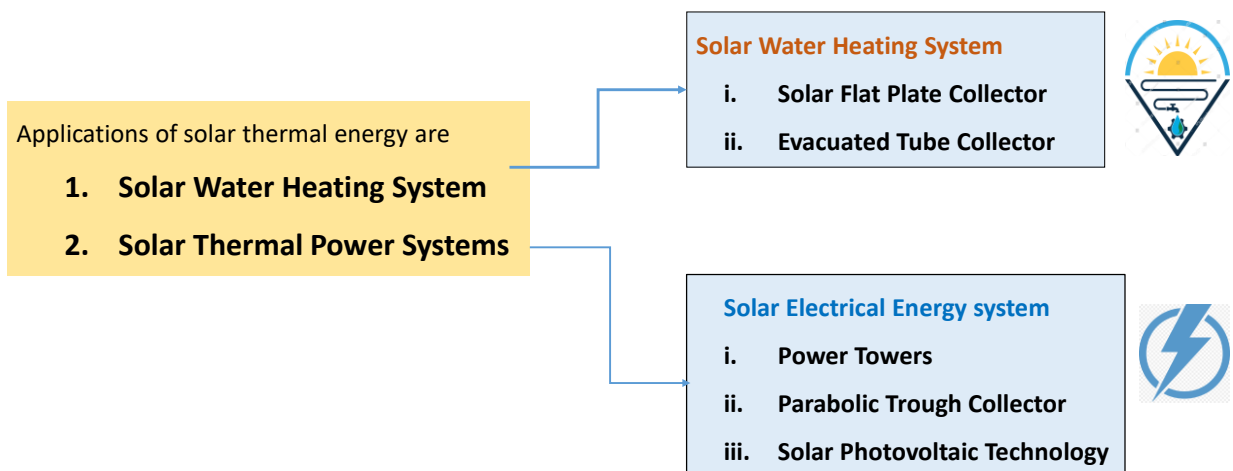 Applications of solar thermal energy are
1. Solar Water Heating System
2. Solar Thermal Power Systems
Solar Water Heating System
i. Solar Flat Plate Collector
ii. Evacuated Tube Collector
Solar Electrical Energy system
i. Power Towers
ii. Parabolic Trough Collector
iii. Solar Photovoltaic Technology